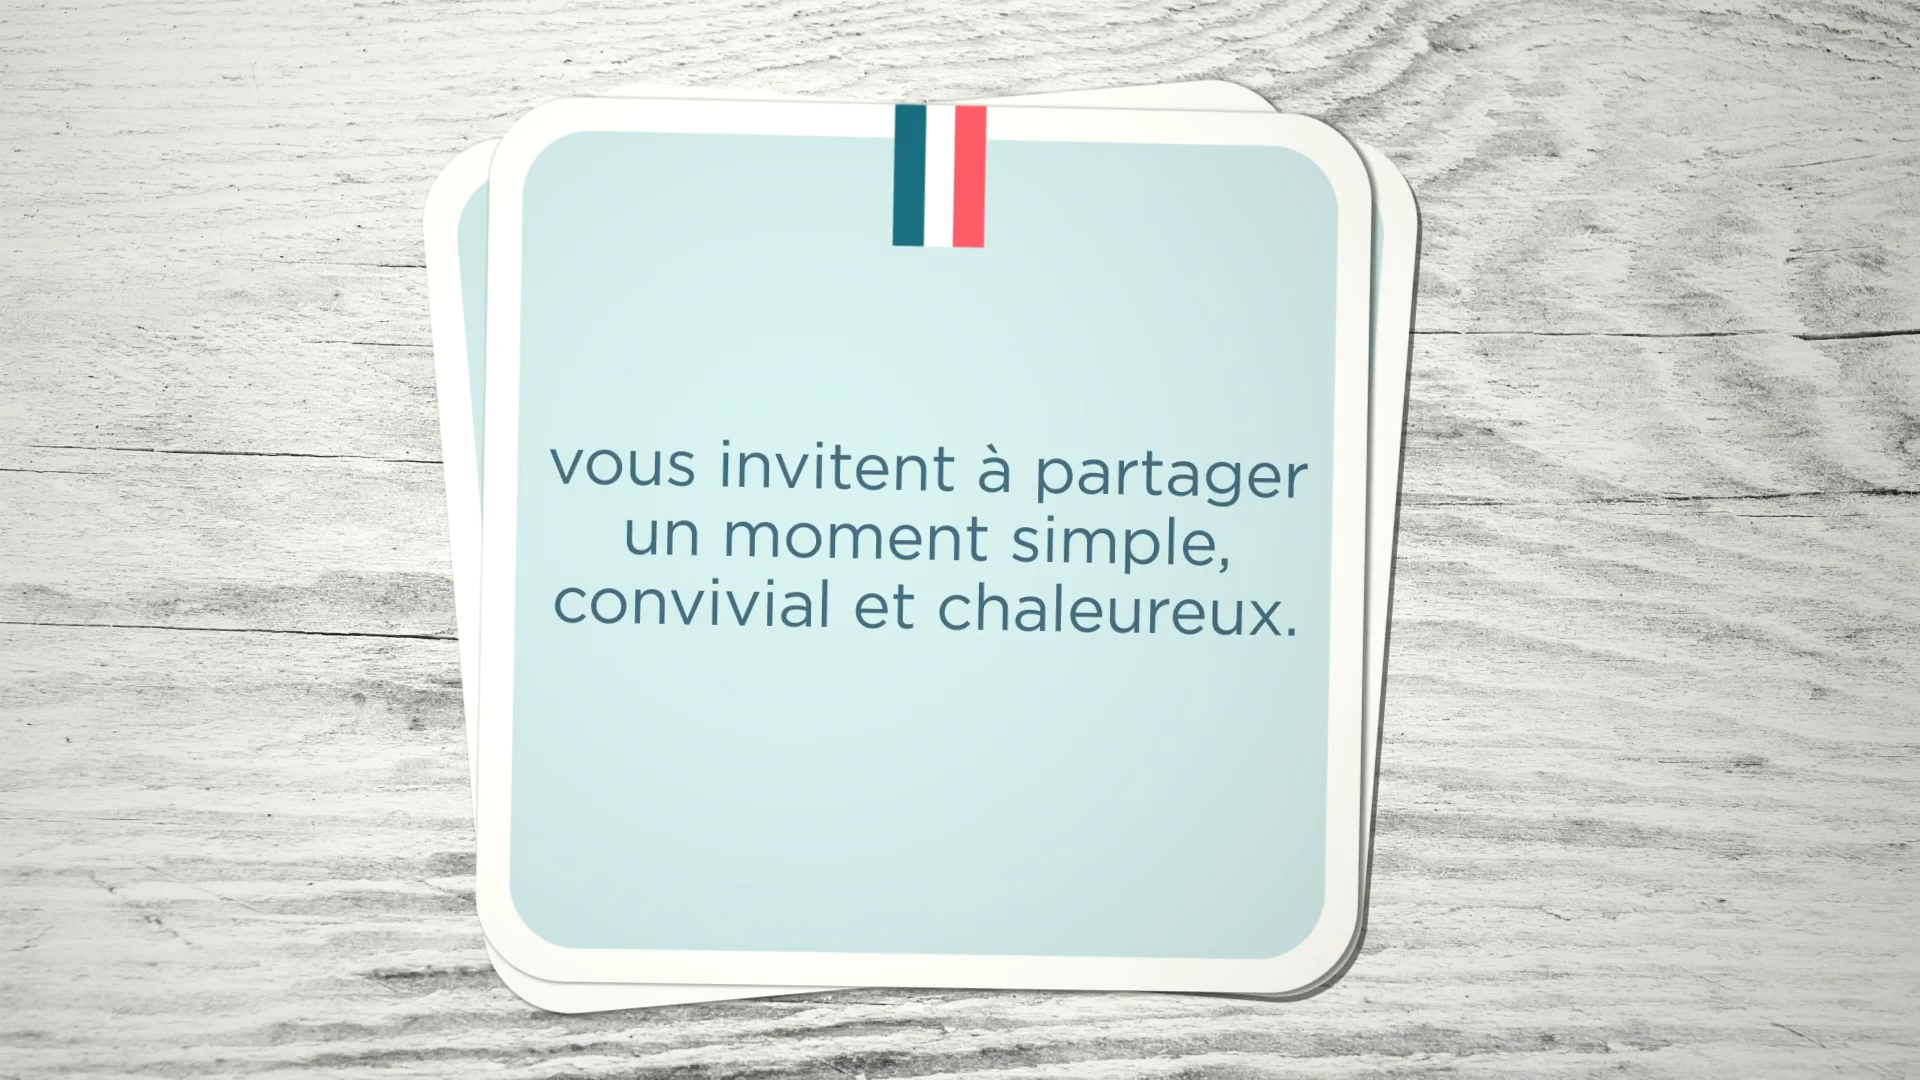 vous invitent à partager
un moment simple,
convivial et chaleureux.